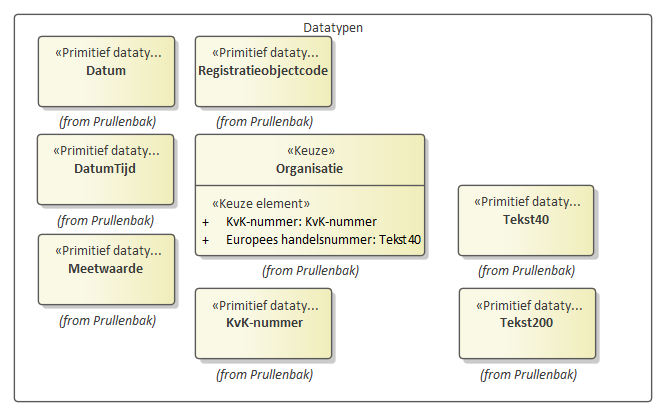 Datatypen
«Primitief dataty...
Datum
(from Prullenbak)
«Primitief dataty...
Registratieobjectcode
(from Prullenbak)
«Primitief dataty...
DatumTijd
(from Prullenbak)
«Keuze»
Organisatie
«Keuze element»
+ KvK-nummer: KvK-nummer
+ Europees handelsnummer: Tekst40
(from Prullenbak)
«Primitief dataty...
Tekst40
(from Prullenbak)
«Primitief dataty...
Meetwaarde
(from Prullenbak)
«Primitief dataty...
KvK-nummer
(from Prullenbak)
«Primitief dataty...
Tekst200
(from Prullenbak)